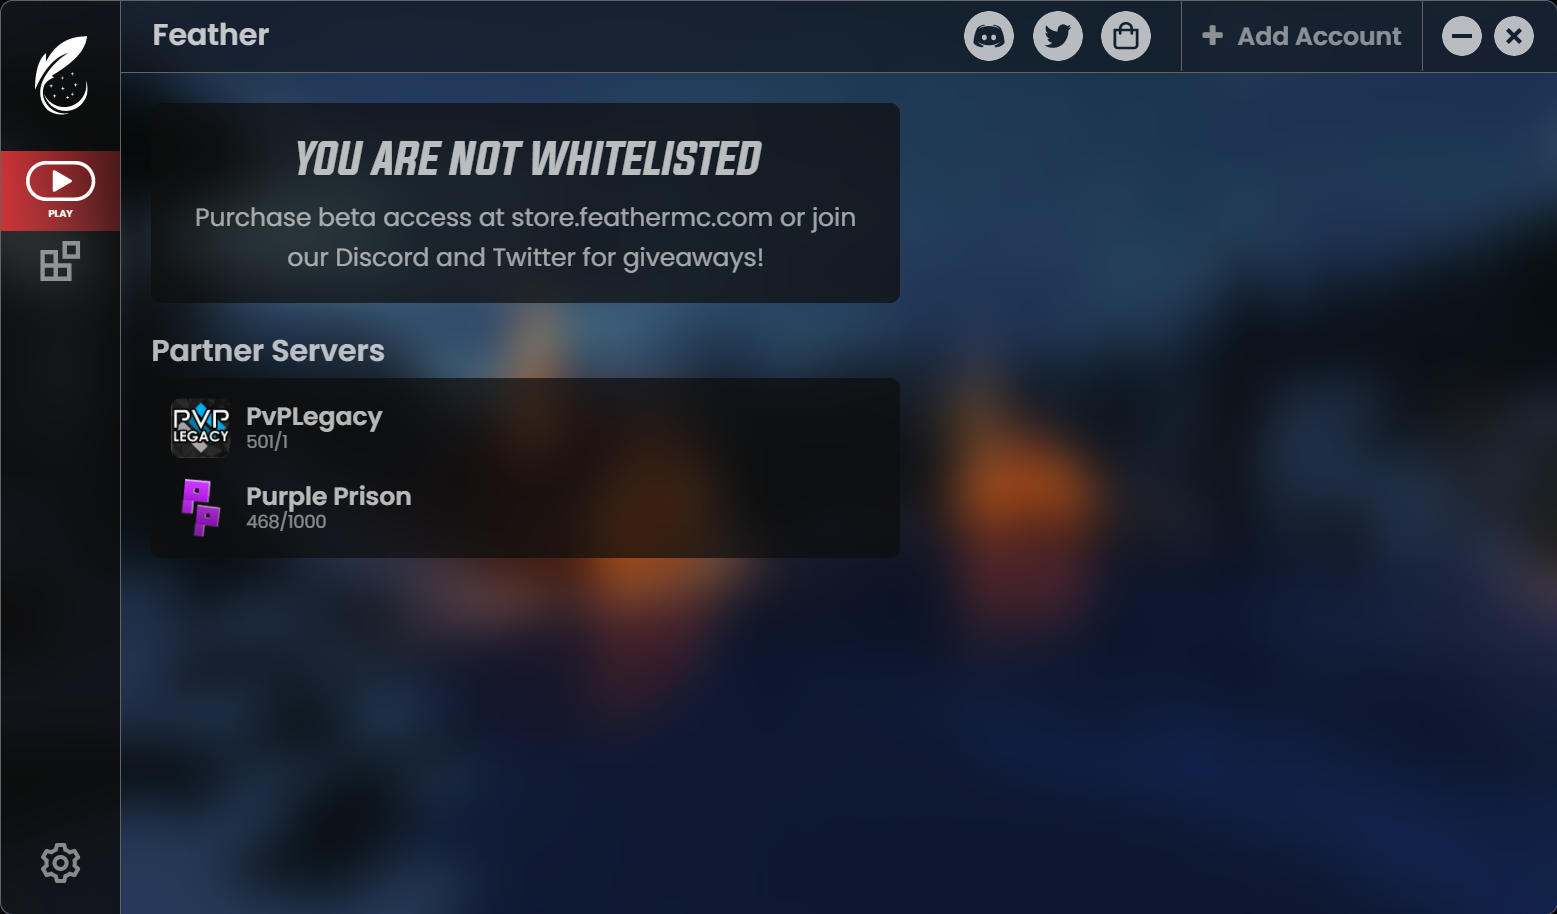 Feather
Add Account
PLAY
YOU ARE NOT WHITELISTED
Purchase beta access at store.feathermc.com or join
our Discord and Twitter for giveaways!
Partner Servers
PVP
LEGACY
PvPLegacy
501/1
Purple Prison
468/1000